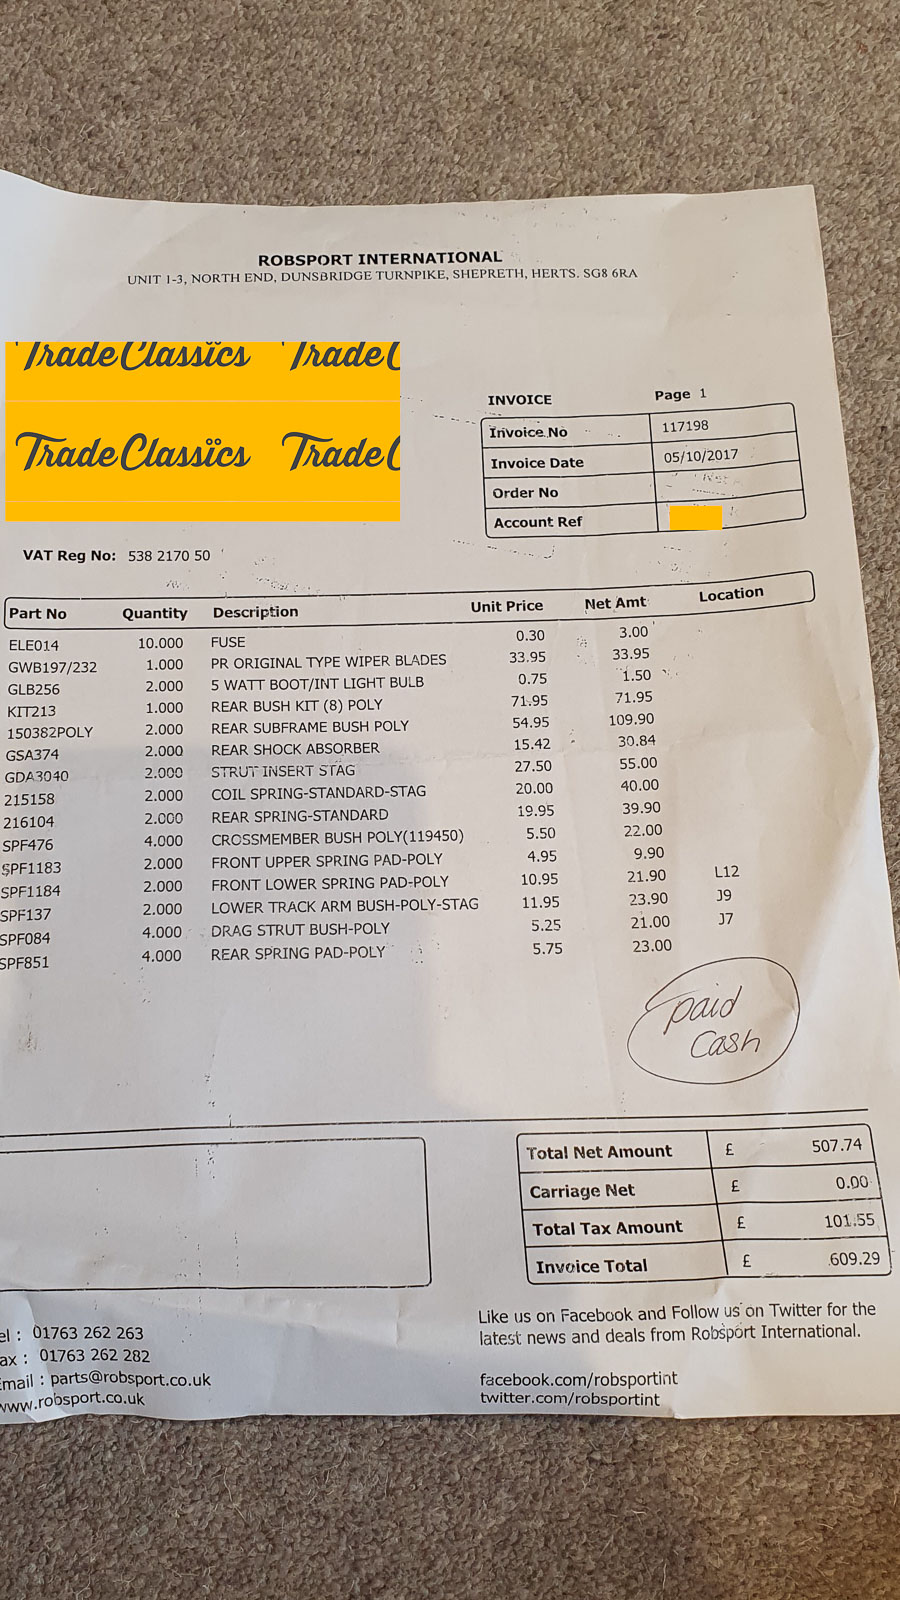 ROBSPORT INTERNATIONAL
UNIT 1-3, NORTH END, DUNSBRIDGE TURNPIKE, SHEPRETH, HERTS. SG8 6RA
Trade Classics Trade C
Trade Classics Trade C
INVOICE Page 1
Invoice No 117198
Invoice Date 05/10/2017
Order No
Account Ref
VAT Reg No: 538 2170 50
Part No Quantity Description Unit Price Net Amt Location
ELE014 10.000 FUSE 0.30 3.00
GWB197/232 1.000 PR ORIGINAL TYPE WIPER BLADES 33.95 33.95
GLB256 2.000 5 WATT BOOT/INT LIGHT BULB 0.75 1.50
KIT213 1.000 REAR BUSH KIT (8) POLY 71.95 71.95
150382POLY 2.000 REAR SUBFRAME BUSH POLY 54.95 109.90
GSA374 2.000 REAR SHOCK ABSORBER 15.42 30.84
GDA3040 2.000 STRUT INSERT STAG 27.50 55.00
215158 2.000 COIL SPRING-STANDARD-STAG 20.00 40.00
216104 2.000 REAR SPRING-STANDARD 19.95 39.90
SPF476 4.000 CROSSMEMBER BUSH POLY(119450) 5.50 22.00
SPF1183 2.000 FRONT UPPER SPRING PAD-POLY 4.95 9.90
SPF1184 2.000 FRONT LOWER SPRING PAD-POLY 10.95 21.90 L12
SPF137 2.000 LOWER TRACK ARM BUSH-POLY-STAG 11.95 23.90 J9
SPF084 4.000 DRAG STRUT BUSH-POLY 5.25 21.00 J7
SPF851 4.000 REAR SPRING PAD-POLY 5.75 23.00
paid
cash
Total Net Amount £ 507.74
Carriage Net £ 0.00
Total Tax Amount £ 101.55
Invoice Total £ 609.29
el : 01763 262 263
ax : 01763 262 282
Email : parts@robsport.co.uk
www.robsport.co.uk
Like us on Facebook and Follow us on Twitter for the
latest news and deals from Robsport International.
facebook.com/robsportint
twitter.com/robsportint